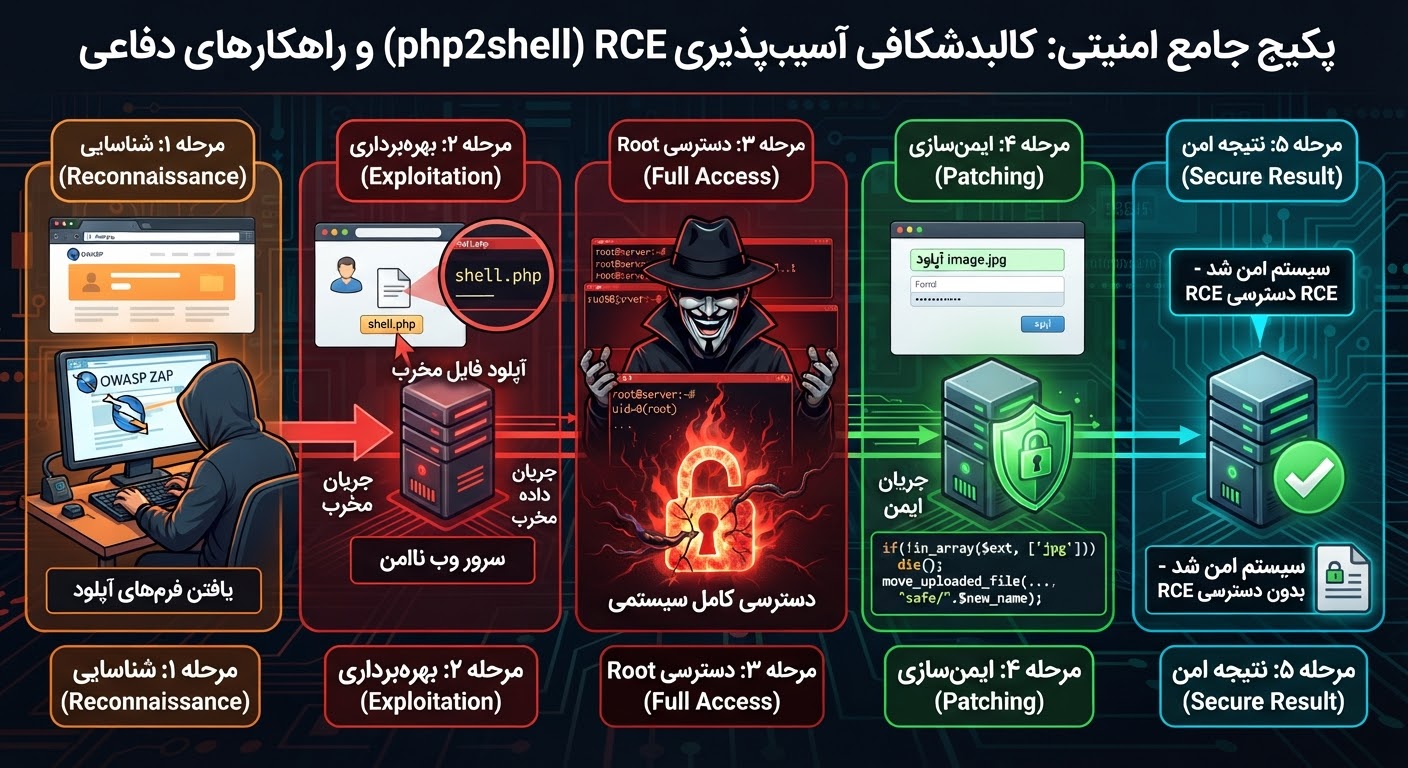 پکیج جامع امنیتی: کالبدشکافی آسیب‌پذیری RCE (php2shell) و راهکارهای دفاعی
مرحله ۱: شناسایی
(Reconnaissance)
OWASP ZAP
یافتن فرم‌های آپلود
مرحله ۱: شناسایی
(Reconnaissance)
مرحله ۲: بهره‌برداری
(Exploitation)
shell.php
shell.php
آپلود فایل مخرب
جریان
مخرب
جریان
داده
مخرب
سرور وب ناامن
مرحله ۲: بهره‌برداری
(Exploitation)
مرحله ۳: دسترسی Root
(Full Access)
root@server:~#
root@server:~#
uid=0(root)
...
دسترسی کامل سیستمی
مرحله ۳: دسترسی Root
(Full Access)
مرحله ۴: ایمن‌سازی
(Patching)
آپلود image.jpg
جریان
ایمن
if(!in_array($ext, ['jpg']))
die();
move_uploaded_file(...,
"safe/".$new_name);
مرحله ۴: ایمن‌سازی
(Patching)
مرحله ۵: نتیجه امن
(Secure Result)
سیستم امن شد -
RCE دسترسی RCE
سیستم امن شد -
بدون دسترسی RCE
مرحله ۵: نتیجه امن
(Secure Result)